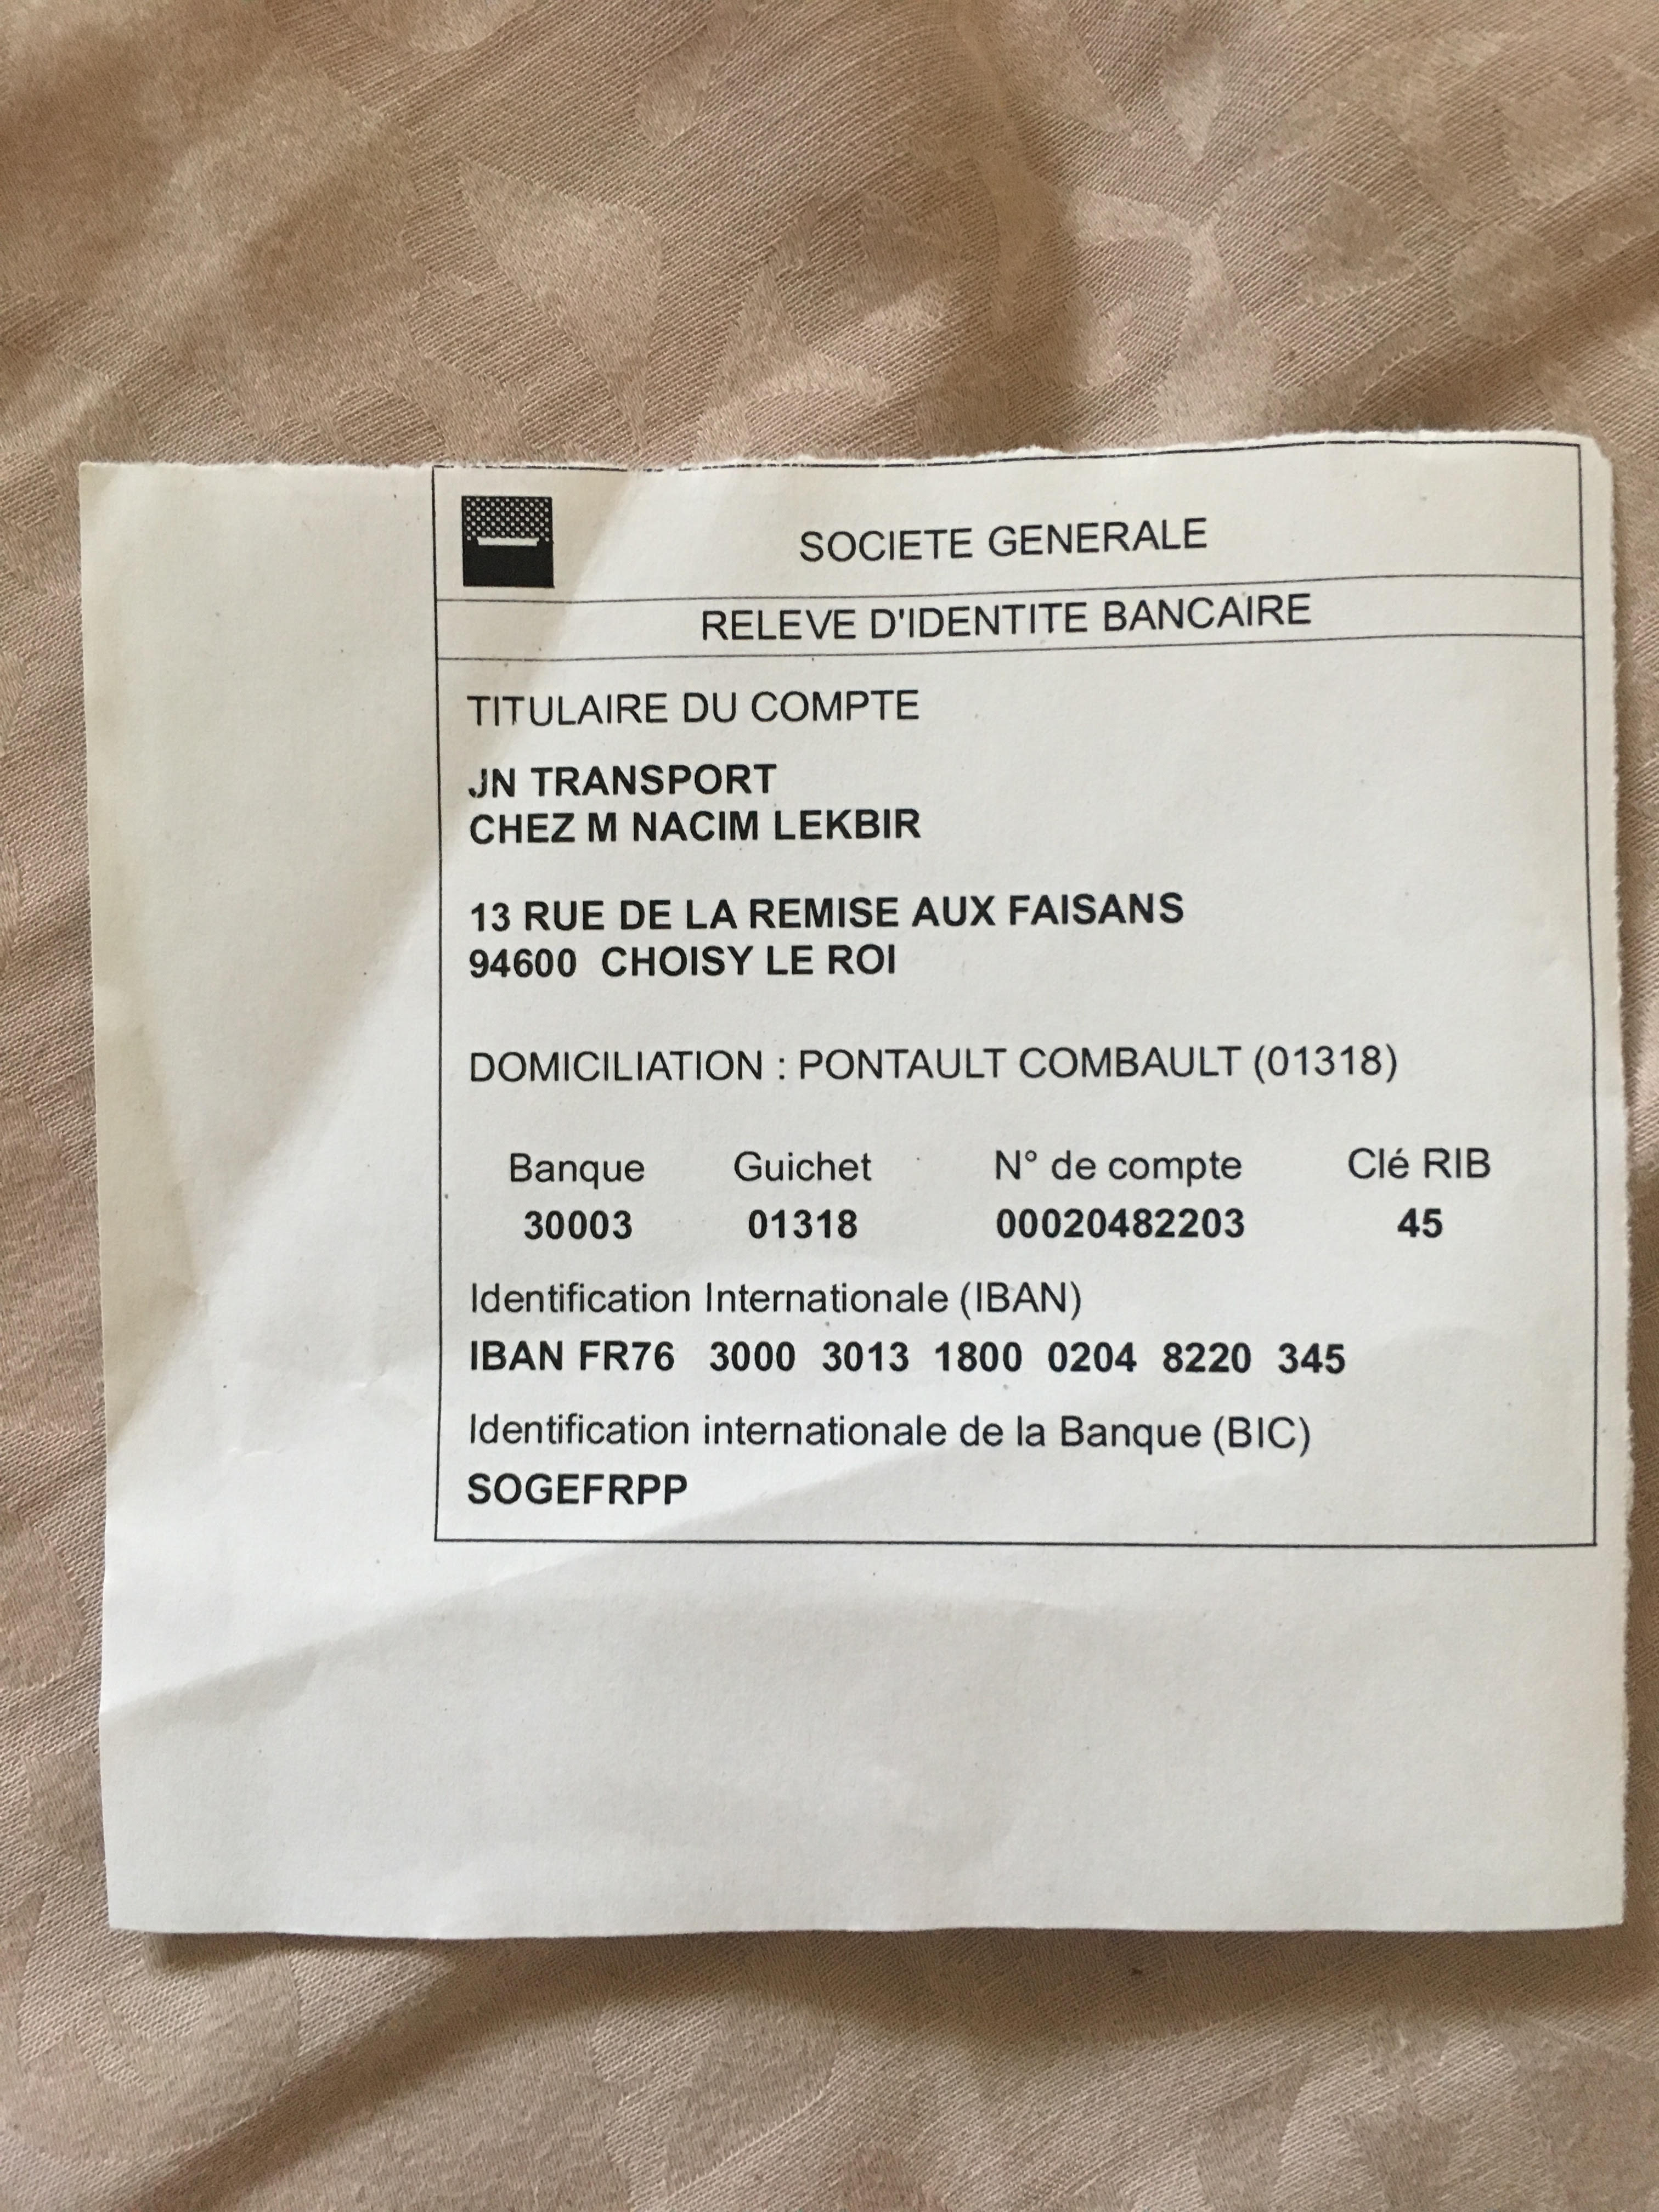 SOCIETE GENERALE
RELEVE D'IDENTITE BANCAIRE
TITULAIRE DU COMPTE
JN TRANSPORT
CHEZ M NACIM LEKBIR
13 RUE DE LA REMISE AUX FAISANS
94600 CHOISY LE ROI
DOMICILIATION : PONTAULT COMBAULT (01318)
Banque Guichet N° de compte Clé RIB
30003 01318 00020482203 45
Identification Internationale (IBAN)
IBAN FR76 3000 3013 1800 0204 8220 345
Identification internationale de la Banque (BIC)
SOGEFRPP